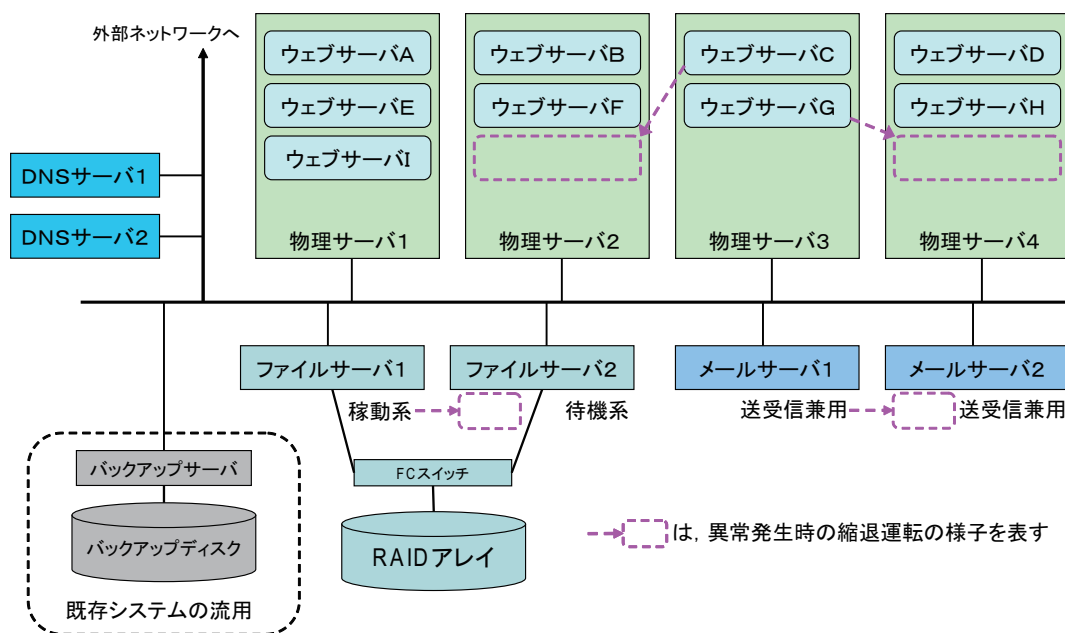 外部ネットワークへ
ウェブサーバA
ウェブサーバB
ウェブサーバC
ウェブサーバD
ウェブサーバE
ウェブサーバF
ウェブサーバG
ウェブサーバH
ウェブサーバI
DNSサーバ1
DNSサーバ2
物理サーバ1
物理サーバ2
物理サーバ3
物理サーバ4
ファイルサーバ1
ファイルサーバ2
メールサーバ1
メールサーバ2
稼動系
待機系
送受信兼用
送受信兼用
バックアップサーバ
FCスイッチ
バックアップディスク
RAIDアレイ
は，異常発生時の縮退運転の様子を表す
既存システムの流用